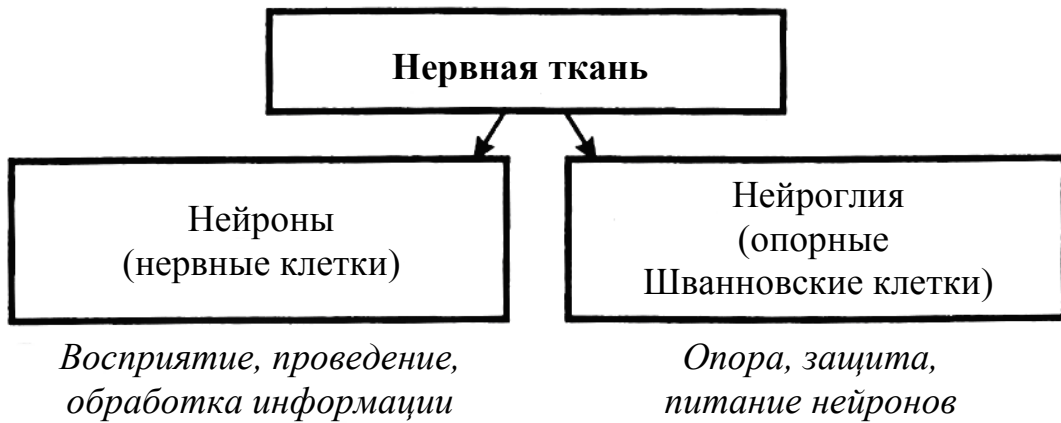 Нервная ткань
Нейроны
(нервные клетки)
Нейроглия
(опорные
Шванновские клетки)
Восприятие, проведение,
обработка информации
Опора, защита,
питание нейронов